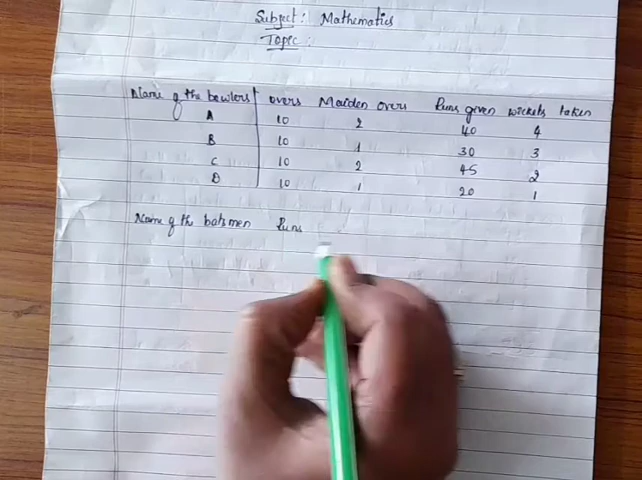 Subject: Mathematics
Topic:
Name of the bowlers overs Maiden overs Runs given wickets taken
A 10 2 40 4
B 10 1 30 3
C 10 2 45 2
D 10 1 20 1
Name of the batsmen Runs